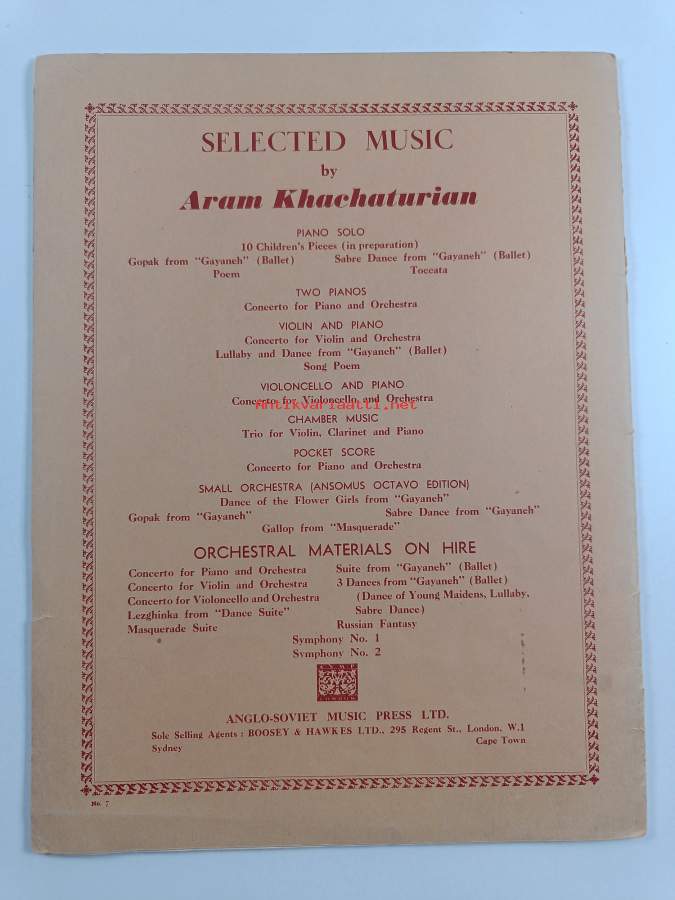 SELECTED MUSIC
by
Aram Khachaturian
PIANO SOLO
10 Children's Pieces (in preparation)
Gopak from "Gayaneh" (Ballet) Sabre Dance from "Gayaneh" (Ballet)
Poem Toccata
TWO PIANOS
Concerto for Piano and Orchestra
VIOLIN AND PIANO
Concerto for Violin and Orchestra
Lullaby and Dance from "Gayaneh" (Ballet)
Song Poem
VIOLONCELLO AND PIANO
Concerto for Violoncello and Orchestra
Antikvariaatti.net
CHAMBER MUSIC
Trio for Violin, Clarinet and Piano
POCKET SCORE
Concerto for Piano and Orchestra
SMALL ORCHESTRA (ANSOMUS OCTAVO EDITION)
Dance of the Flower Girls from "Gayaneh"
Gopak from "Gayaneh" Sabre Dance from "Gayaneh"
Gallop from "Masquerade"
ORCHESTRAL MATERIALS ON HIRE
Concerto for Piano and Orchestra
Concerto for Violin and Orchestra
Concerto for Violoncello and Orchestra
Lezghinka from "Dance Suite"
Masquerade Suite
Suite from "Gayaneh" (Ballet)
3 Dances from "Gayaneh" (Ballet)
(Dance of Young Maidens, Lullaby,
Sabre Dance)
Russian Fantasy
Symphony No. 1
Symphony No. 2
LONDON
ANGLO-SOVIET MUSIC PRESS LTD.
Sole Selling Agents : BOOSEY & HAWKES LTD., 295 Regent St., London, W.1
Sydney Cape Town
No. 7